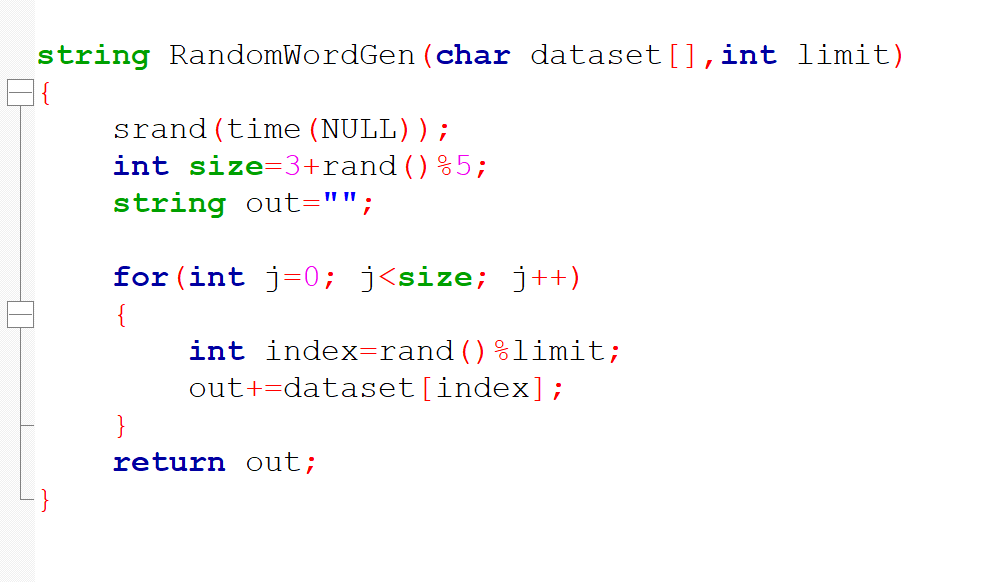 string RandomWordGen(char dataset[],int limit)
{
    srand(time(NULL));
    int size=3+rand()%5;
    string out="";

    for(int j=0; j<size; j++)
    {
        int index=rand()%limit;
        out+=dataset[index];
    }
    return out;
}